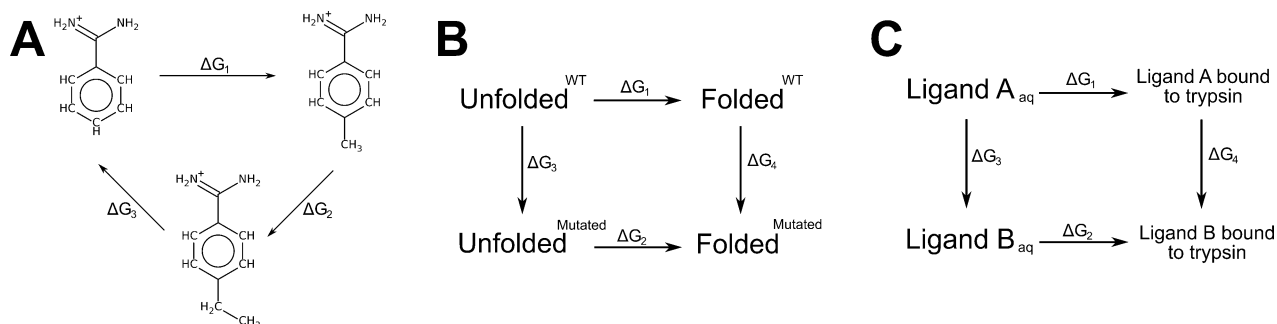 A
H₂N⁺ NH₂
HC CH
HC CH
C
H
ΔG₁
H₂N⁺ NH₂
HC CH
HC CH
CH₃
ΔG₃
ΔG₂
H₂N⁺ NH₂
HC CH
HC CH
H₂C
CH₃
B
Unfolded^WT ΔG₁ Folded^WT
ΔG₃ ΔG₄
Unfolded^Mutated ΔG₂ Folded^Mutated
C
Ligand A aq ΔG₁ Ligand A bound
to trypsin
ΔG₃ ΔG₄
Ligand B aq ΔG₂ Ligand B bound
to trypsin